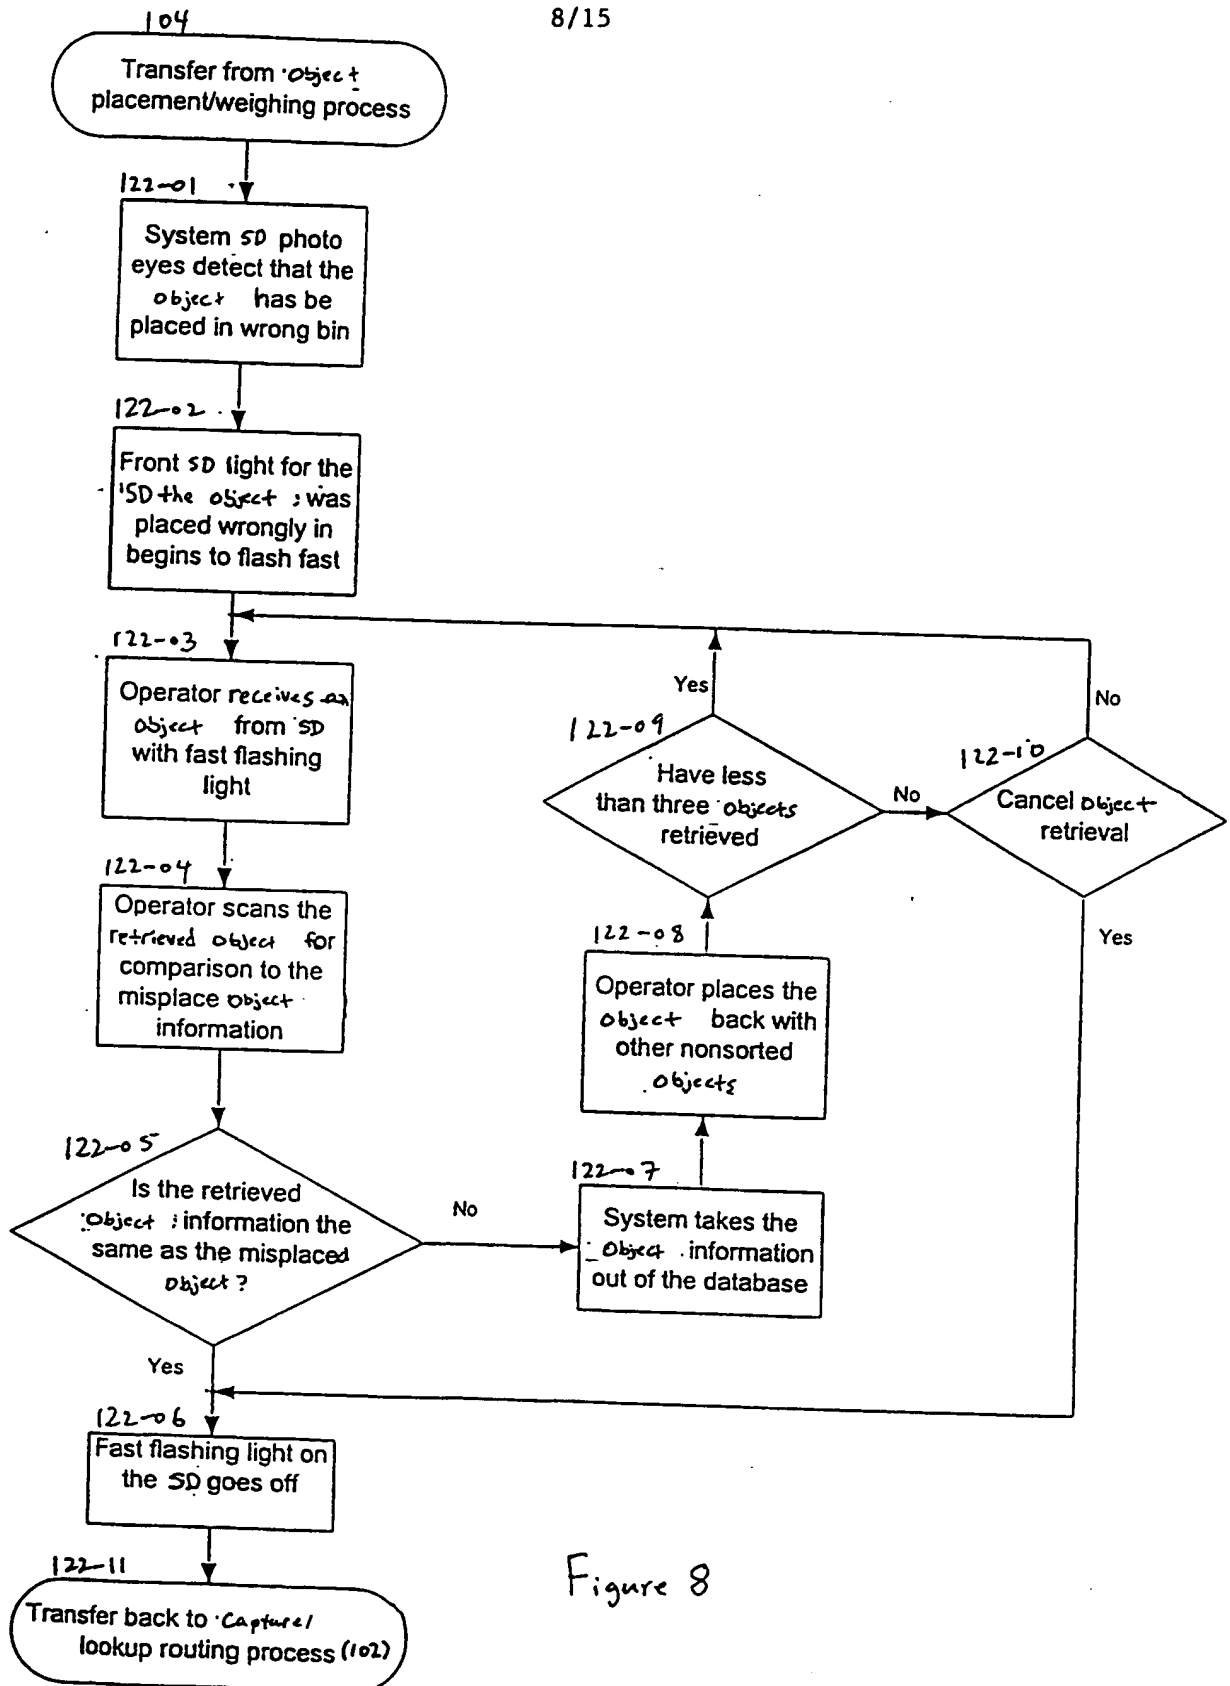 8/15
104
Transfer from object
placement/weighing process
122-01
System SD photo
eyes detect that the
object has be
placed in wrong bin
122-02
Front SD light for the
SD the object was
placed wrongly in
begins to flash fast
122-03
Operator receives an
object from SD
with fast flashing
light
122-04
Operator scans the
retrieved object for
comparison to the
misplace object
information
122-05
Is the retrieved
object information the
same as the misplaced
object?
No
Yes
122-06
Fast flashing light on
the SD goes off
122-11
Transfer back to capture/
lookup routing process (102)
122-07
System takes the
object information
out of the database
122-08
Operator places the
object back with
other nonsorted
objects
122-09
Have less
than three objects
retrieved
Yes
No
122-10
Cancel object
retrieval
No
Yes
Figure 8